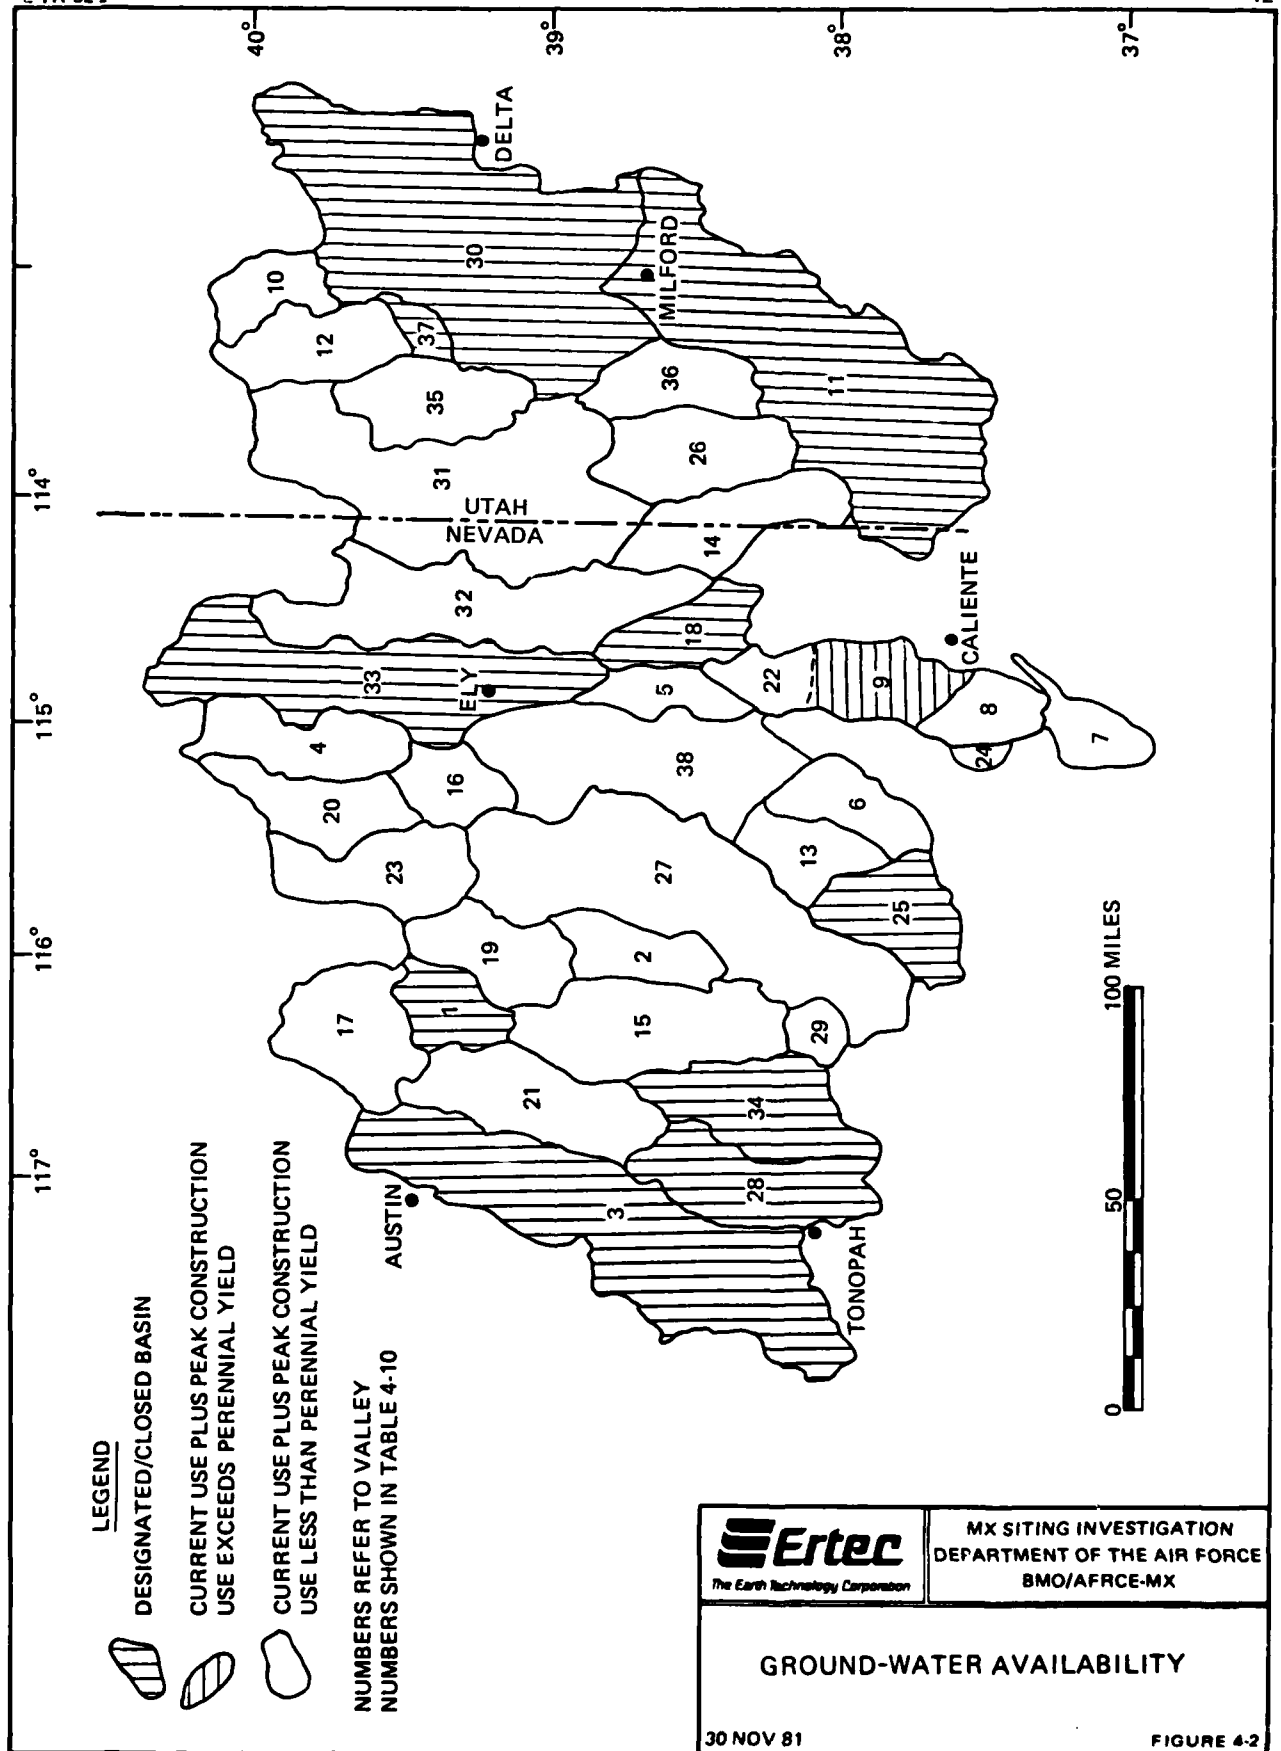 40°
39°
38°
37°
114°
115°
116°
117°
DELTA
MILFORD
UTAH
NEVADA
ELY
CALIENTE
AUSTIN
TONOPAH
10
12
37
30
35
36
11
31
26
14
32
18
33
5
22
9
8
7
24
4
16
38
6
20
23
13
27
25
19
2
17
1
15
29
21
34
28
3
0
50
100 MILES
LEGEND
DESIGNATED/CLOSED BASIN
CURRENT USE PLUS PEAK CONSTRUCTION
USE EXCEEDS PERENNIAL YIELD
CURRENT USE PLUS PEAK CONSTRUCTION
USE LESS THAN PERENNIAL YIELD
NUMBERS REFER TO VALLEY
NUMBERS SHOWN IN TABLE 4-10
Ertec
The Earth Technology Corporation
MX SITING INVESTIGATION
DEPARTMENT OF THE AIR FORCE
BMO/AFRCE-MX
GROUND-WATER AVAILABILITY
30 NOV 81
FIGURE 4-2